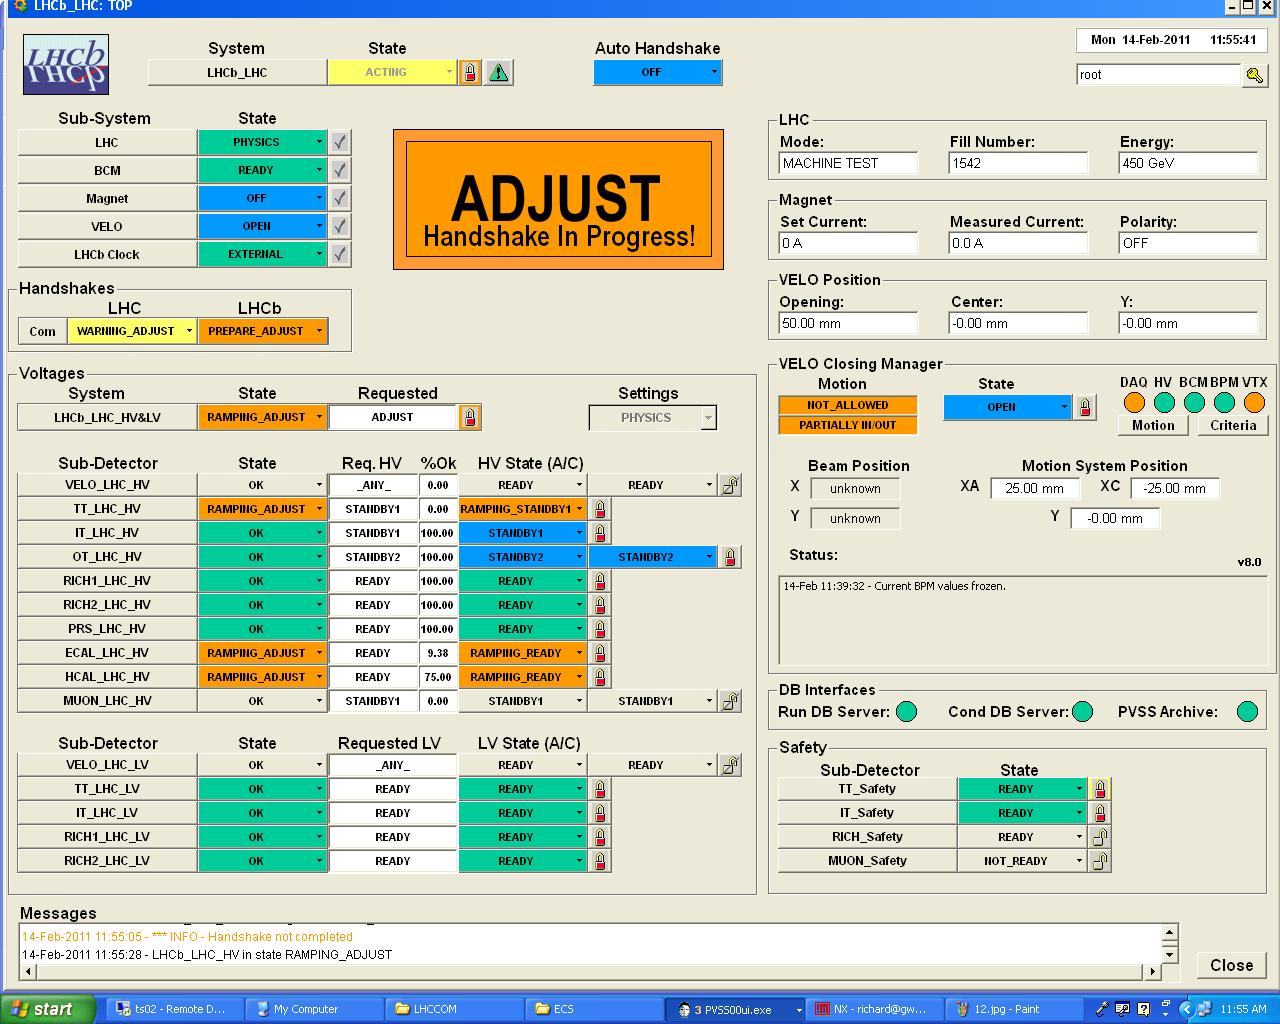 LHCb_LHC: TOP
LHCb
System State Auto Handshake Mon 14-Feb-2011 11:55:41
LHCb_LHC ACTING OFF root
Sub-System State
LHC PHYSICS
BCM READY
Magnet OFF
VELO OPEN
LHCb Clock EXTERNAL
ADJUST
Handshake In Progress!
Handshakes
LHC LHCb
Com WARNING_ADJUST PREPARE_ADJUST
Voltages
System State Requested Settings
LHCb_LHC_HV&LV RAMPING_ADJUST ADJUST PHYSICS
Sub-Detector State Req. HV %Ok HV State (A/C)
VELO_LHC_HV OK _ANY_ 0.00 READY READY
TT_LHC_HV RAMPING_ADJUST STANDBY1 0.00 RAMPING_STANDBY1
IT_LHC_HV OK STANDBY1 100.00 STANDBY1
OT_LHC_HV OK STANDBY2 100.00 STANDBY2 STANDBY2
RICH1_LHC_HV OK READY 100.00 READY
RICH2_LHC_HV OK READY 100.00 READY
PRS_LHC_HV OK READY 100.00 READY
ECAL_LHC_HV RAMPING_ADJUST READY 9.38 RAMPING_READY
HCAL_LHC_HV RAMPING_ADJUST READY 75.00 RAMPING_READY
MUON_LHC_HV OK STANDBY1 0.00 STANDBY1 STANDBY1
Sub-Detector State Requested LV LV State (A/C)
VELO_LHC_LV OK _ANY_ READY READY
TT_LHC_LV OK READY READY
IT_LHC_LV OK READY READY
RICH1_LHC_LV OK READY READY
RICH2_LHC_LV OK READY READY
LHC
Mode: Fill Number: Energy:
MACHINE TEST 1542 450 GeV
Magnet
Set Current: Measured Current: Polarity:
0 A 0.0 A OFF
VELO Position
Opening: Center: Y:
50.00 mm -0.00 mm -0.00 mm
VELO Closing Manager
Motion State DAQ HV BCM BPM VTX
NOT_ALLOWED OPEN
PARTIALLY IN/OUT Motion Criteria
Beam Position Motion System Position
X unknown XA 25.00 mm XC -25.00 mm
Y unknown Y -0.00 mm
Status: v8.0
14-Feb 11:39:32 - Current BPM values frozen.
DB Interfaces
Run DB Server: Cond DB Server: PVSS Archive:
Safety
Sub-Detector State
TT_Safety READY
IT_Safety READY
RICH_Safety READY
MUON_Safety NOT_READY
Messages
14-Feb-2011 11:55:05 - *** INFO - Handshake not completed
14-Feb-2011 11:55:28 - LHCb_LHC_HV in state RAMPING_ADJUST
Close
start ts02 - Remote D... My Computer LHCCOM ECS 3 PVSS00ui.exe NX - richard@gw... 12.jpg - Paint 11:55 AM